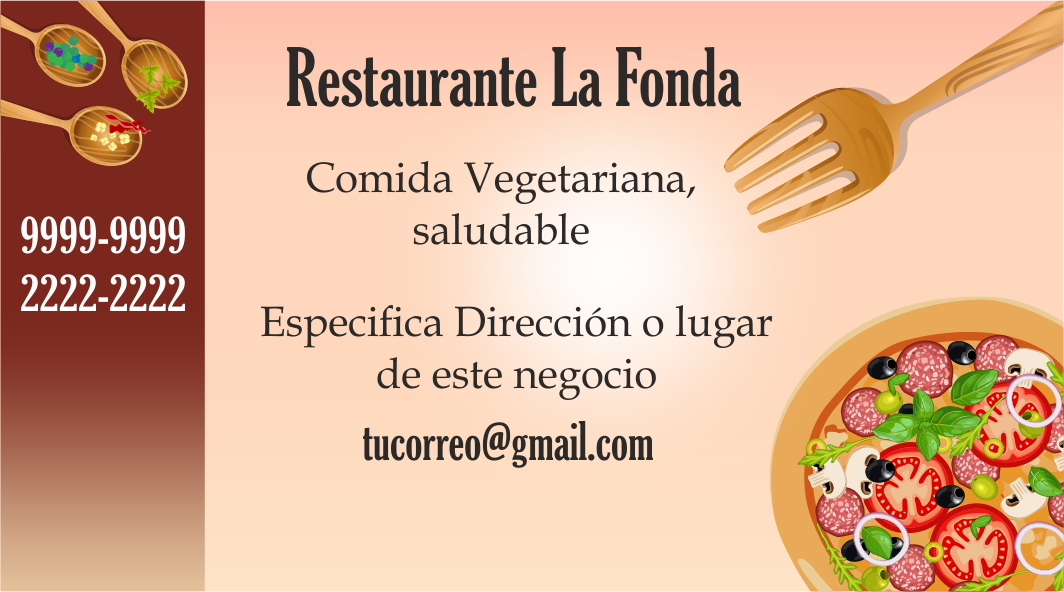 Restaurante La Fonda
Comida Vegetariana,
saludable
9999-9999
2222-2222
Especifica Dirección o lugar
de este negocio
tucorreo@gmail.com